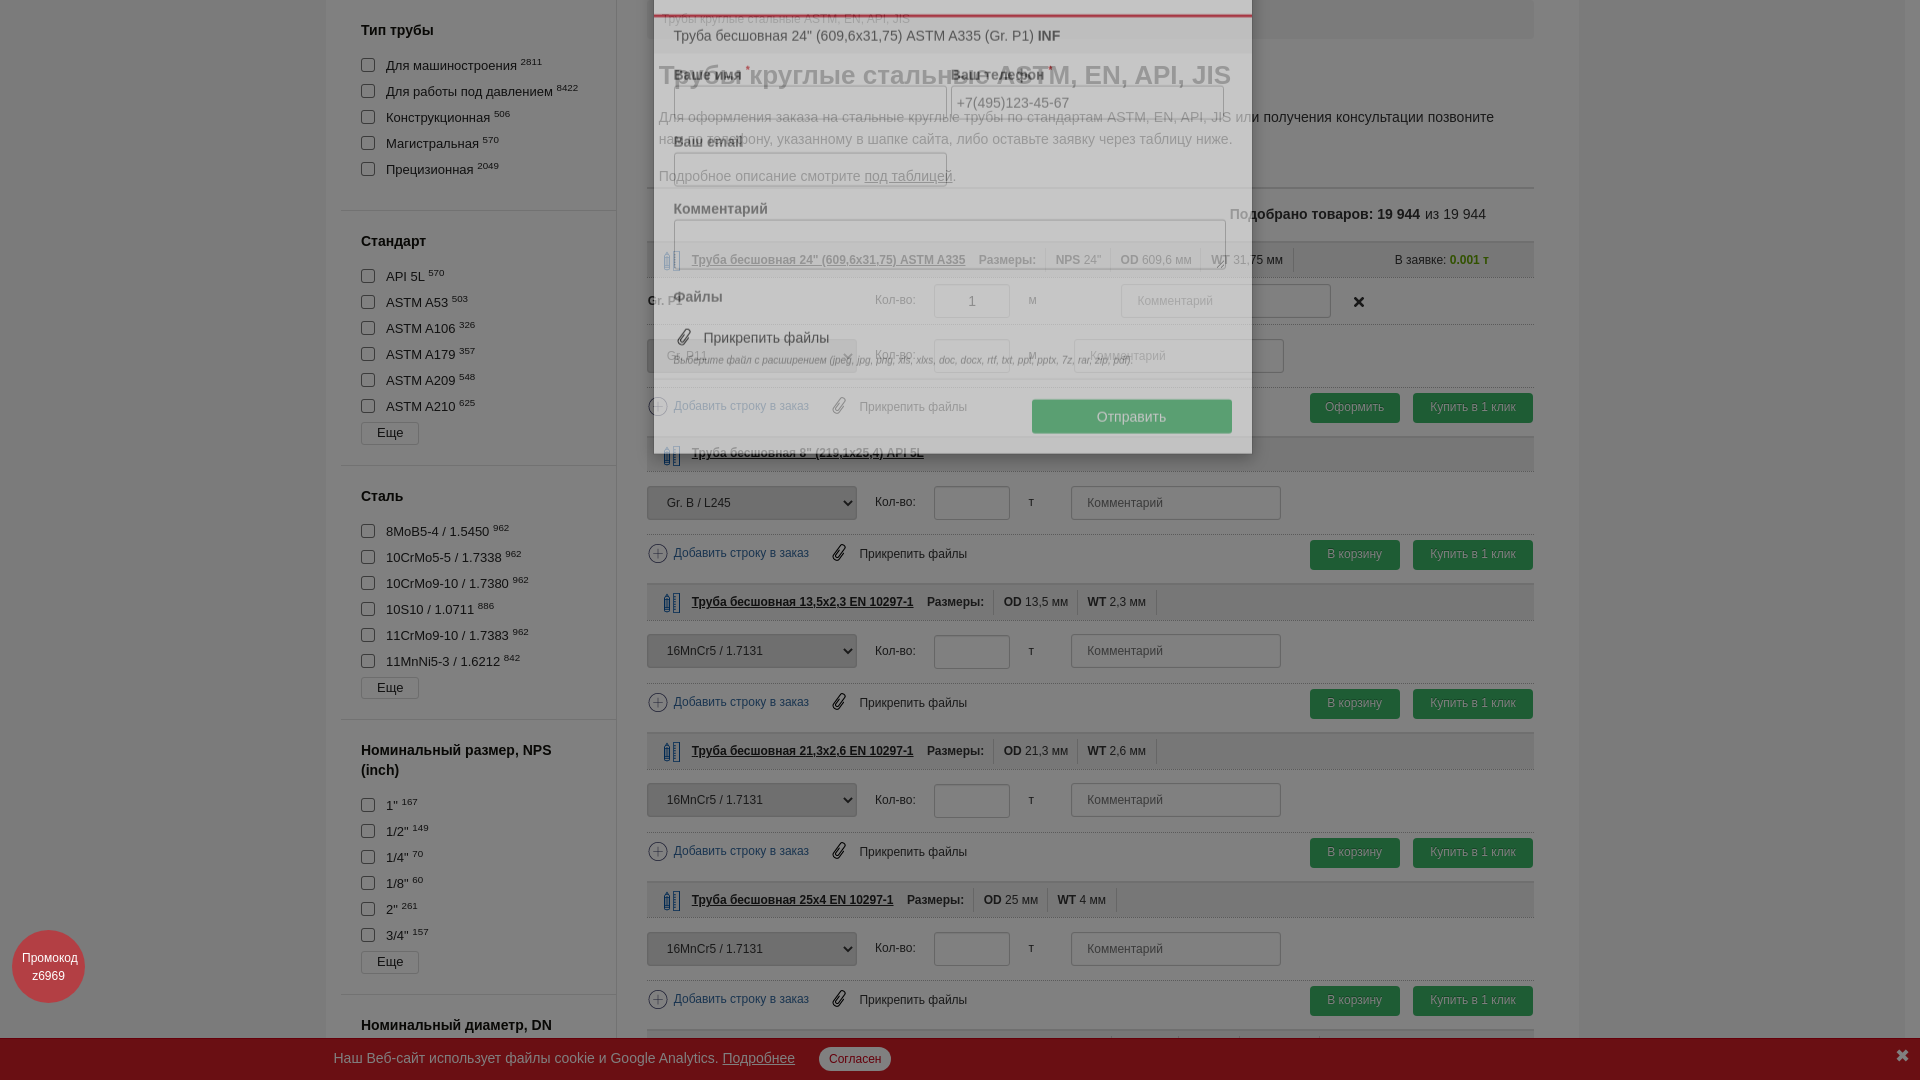 Трубы круглые стальные ASTM, EN, API, JIS
Труба бесшовная 24" (609,6x31,75) ASTM A335 (Gr. P1) INF
Ваше имя *
Ваш телефон *
+7(495)123-45-67
Ваш email
Комментарий
Файлы
Прикрепить файлы
Выберите файл с расширением (jpeg, jpg, png, xls, xlxs, doc, docx, rtf, txt, ppt, pptx, 7z, rar, zip, pdf).
Отправить
Тип трубы
Для машиностроения 2811
Для работы под давлением 8422
Конструкционная 506
Магистральная 570
Прецизионная 2049
Стандарт
API 5L 570
ASTM A53 503
ASTM A106 326
ASTM A179 357
ASTM A209 548
ASTM A210 625
Еще
Сталь
8MoB5-4 / 1.5450 962
10CrMo5-5 / 1.7338 962
10CrMo9-10 / 1.7380 962
10S10 / 1.0711 886
11CrMo9-10 / 1.7383 962
11MnNi5-3 / 1.6212 842
Еще
Номинальный размер, NPS
(inch)
1" 167
1/2" 149
1/4" 70
1/8" 60
2" 261
3/4" 157
Еще
Номинальный диаметр, DN
Трубы круглые стальные ASTM, EN, API, JIS
Для оформления заказа на стальные круглые трубы по стандартам ASTM, EN, API, JIS или получения консультации позвоните
нам по телефону, указанному в шапке сайта, либо оставьте заявку через таблицу ниже.
Подробное описание смотрите под таблицей.
Подобрано товаров: 19 944 из 19 944
Труба бесшовная 24" (609,6x31,75) ASTM A335 Размеры: NPS 24" OD 609,6 мм WT 31,75 мм В заявке: 0.001 т
Gr. P1 Кол-во: 1 м Комментарий
Gr. P11 Кол-во: м Комментарий
Добавить строку в заказ Прикрепить файлы Оформить Купить в 1 клик
Труба бесшовная 8" (219,1x25,4) API 5L
Gr. B / L245 Кол-во: т Комментарий
Добавить строку в заказ Прикрепить файлы В корзину Купить в 1 клик
Труба бесшовная 13,5x2,3 EN 10297-1 Размеры: OD 13,5 мм WT 2,3 мм
16MnCr5 / 1.7131 Кол-во: т Комментарий
Добавить строку в заказ Прикрепить файлы В корзину Купить в 1 клик
Труба бесшовная 21,3x2,6 EN 10297-1 Размеры: OD 21,3 мм WT 2,6 мм
16MnCr5 / 1.7131 Кол-во: т Комментарий
Добавить строку в заказ Прикрепить файлы В корзину Купить в 1 клик
Труба бесшовная 25x4 EN 10297-1 Размеры: OD 25 мм WT 4 мм
16MnCr5 / 1.7131 Кол-во: т Комментарий
Добавить строку в заказ Прикрепить файлы В корзину Купить в 1 клик
Промокод
z6969
Наш Веб-сайт использует файлы cookie и Google Analytics. Подробнее Согласен